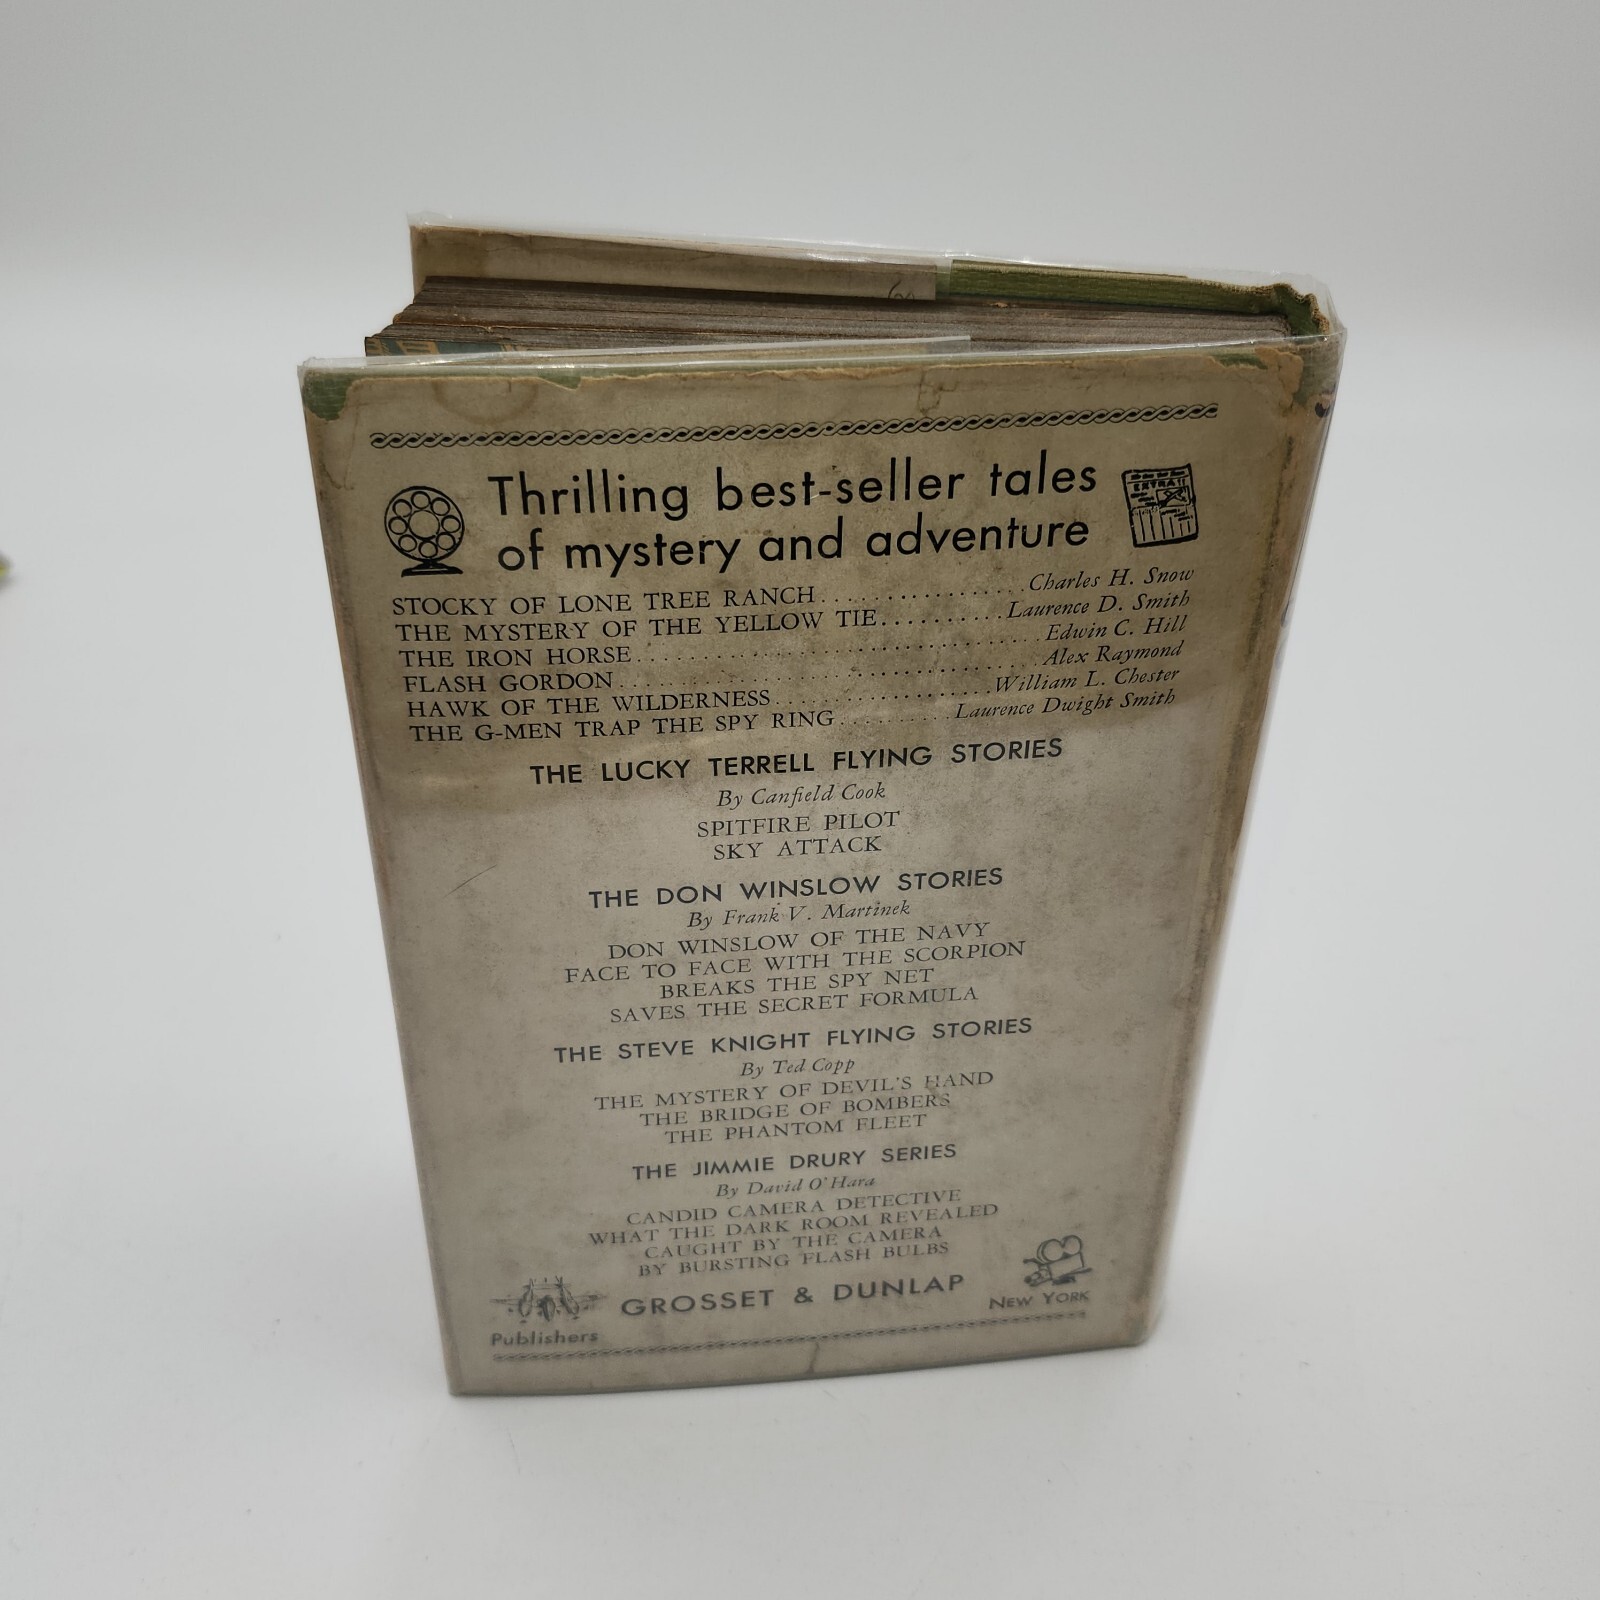 Thrilling best-seller tales
of mystery and adventure
EXTRA!!
STOCKY OF LONE TREE RANCH................Charles H. Snow
THE MYSTERY OF THE YELLOW TIE..........Laurence D. Smith
THE IRON HORSE................................Edwin C. Hill
FLASH GORDON.................................Alex Raymond
HAWK OF THE WILDERNESS.................William L. Chester
THE G-MEN TRAP THE SPY RING..........Laurence Dwight Smith
THE LUCKY TERRELL FLYING STORIES
By Canfield Cook
SPITFIRE PILOT
SKY ATTACK
THE DON WINSLOW STORIES
By Frank V. Martinek
DON WINSLOW OF THE NAVY
FACE TO FACE WITH THE SCORPION
BREAKS THE SPY NET
SAVES THE SECRET FORMULA
THE STEVE KNIGHT FLYING STORIES
By Ted Copp
THE MYSTERY OF DEVIL'S HAND
THE BRIDGE OF BOMBERS
THE PHANTOM FLEET
THE JIMMIE DRURY SERIES
By David O'Hara
CANDID CAMERA DETECTIVE
WHAT THE DARK ROOM REVEALED
CAUGHT BY THE CAMERA
BY BURSTING FLASH BULBS
Publishers GROSSET & DUNLAP NEW YORK